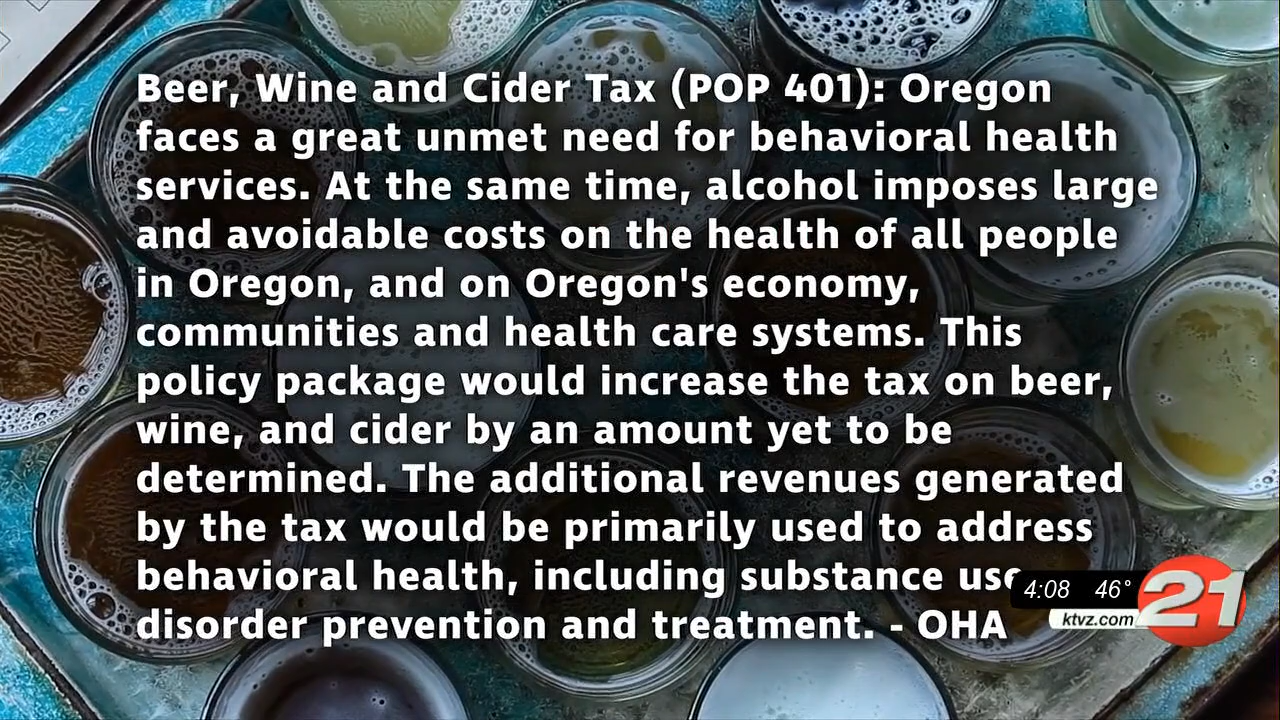 Beer, Wine and Cider Tax (POP 401): Oregon
faces a great unmet need for behavioral health
services. At the same time, alcohol imposes large
and avoidable costs on the health of all people
in Oregon, and on Oregon's economy,
communities and health care systems. This
policy package would increase the tax on beer,
wine, and cider by an amount yet to be
determined. The additional revenues generated
by the tax would be primarily used to address
behavioral health, including substance use
disorder prevention and treatment. - OHA
4:08 46°
ktvz.com
21